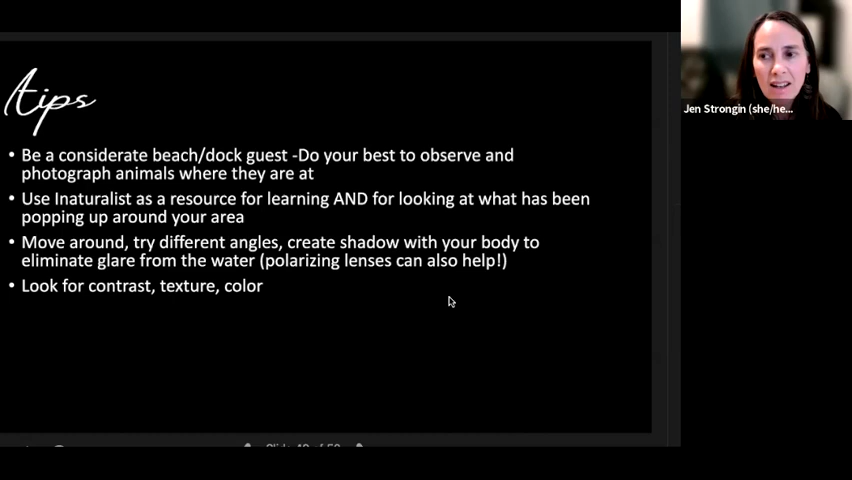 tips
• Be a considerate beach/dock guest -Do your best to observe and
photograph animals where they are at
• Use Inaturalist as a resource for learning AND for looking at what has been
popping up around your area
• Move around, try different angles, create shadow with your body to
eliminate glare from the water (polarizing lenses can also help!)
• Look for contrast, texture, color
Jen Strongin (she/he...